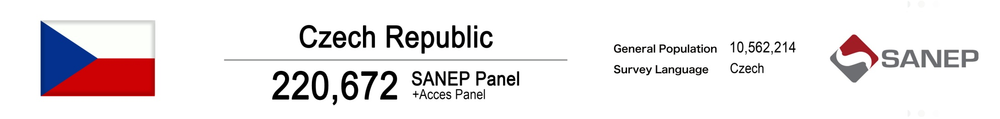 Czech Republic
220,672 SANEP Panel
+Acces Panel
General Population 10,562,214
Survey Language Czech
SANEP